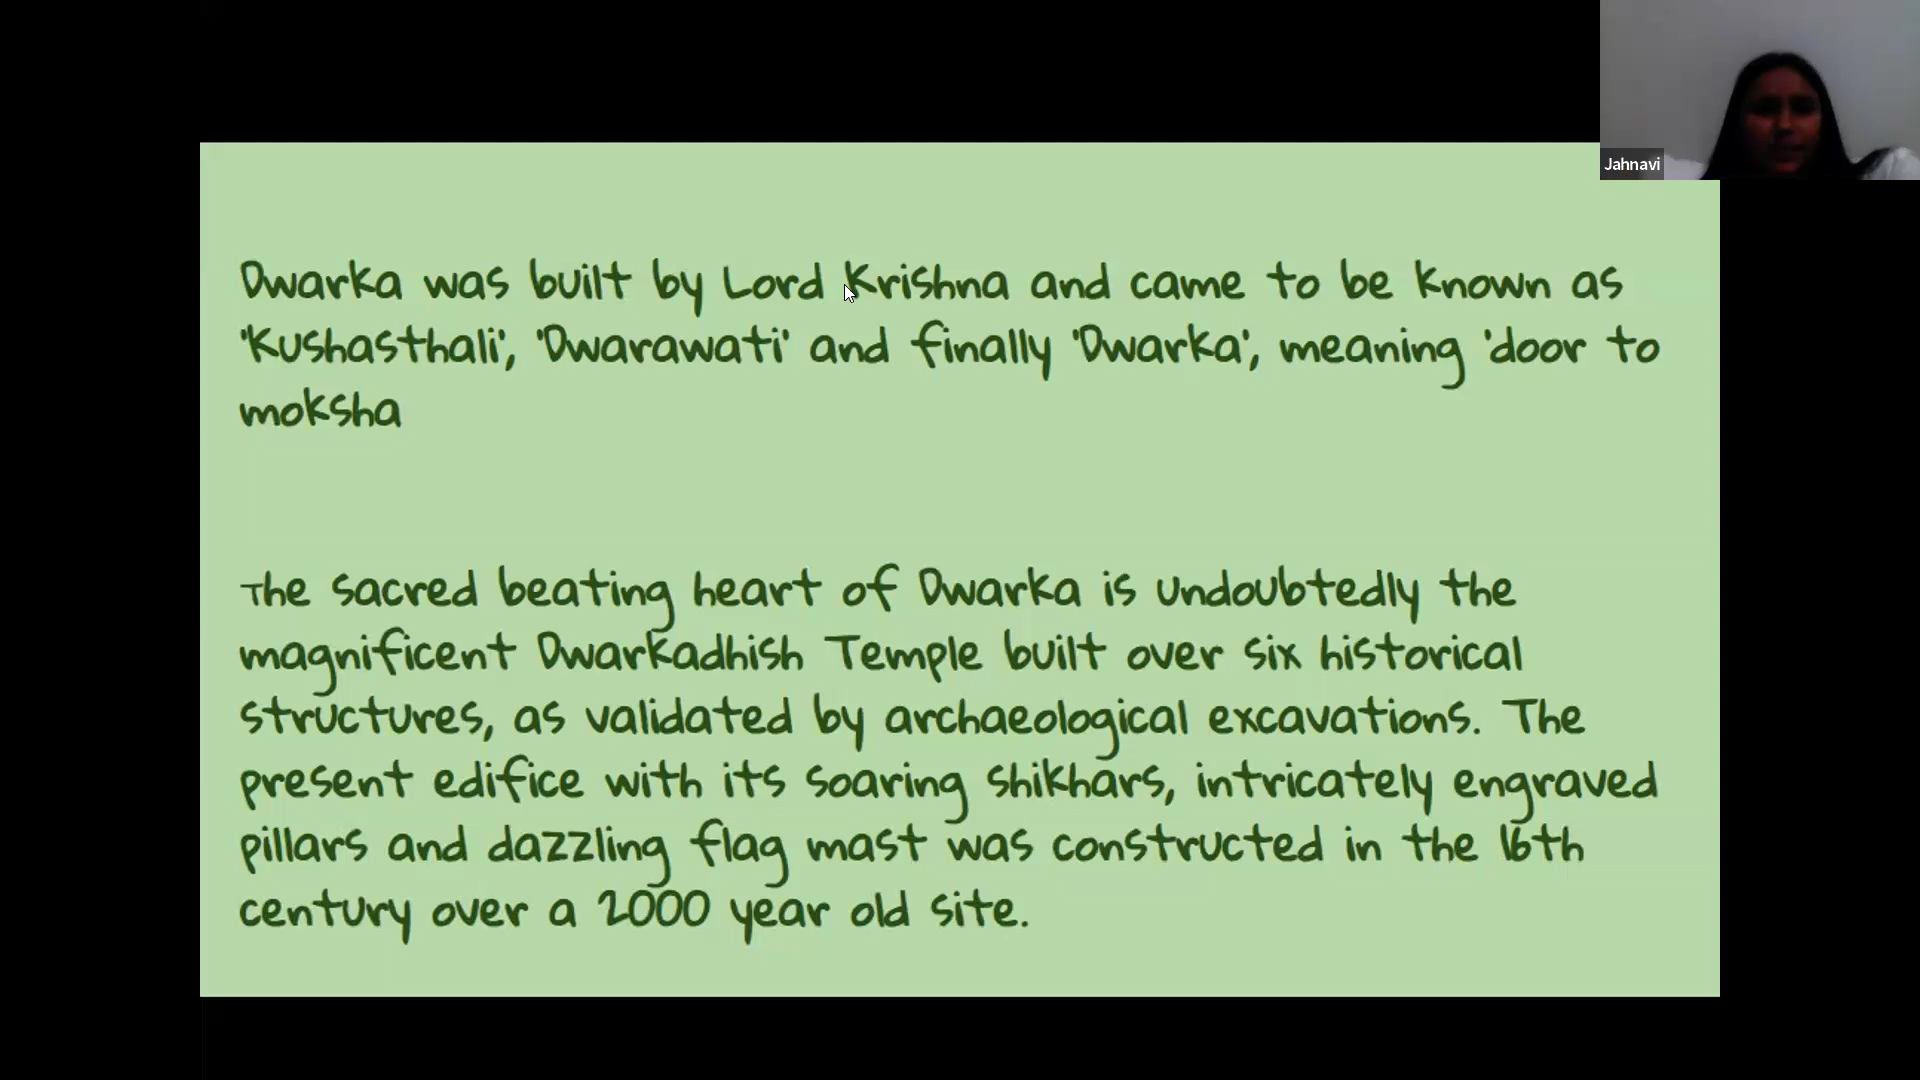 Jahnavi
Dwarka was built by Lord Krishna and came to be known as
'Kushasthali', 'Dwarawati' and finally 'Dwarka', meaning 'door to
moksha
The sacred beating heart of Dwarka is undoubtedly the
magnificent Dwarkadhish Temple built over six historical
structures, as validated by archaeological excavations. The
present edifice with its soaring shikhars, intricately engraved
pillars and dazzling flag mast was constructed in the 16th
century over a 2000 year old site.